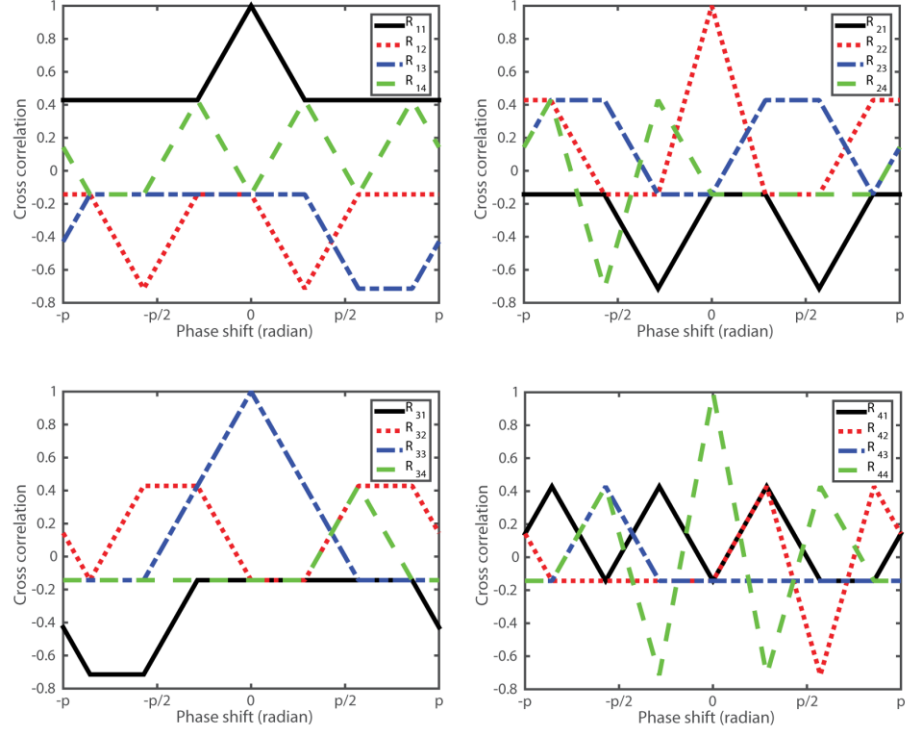 1
0.8
0.6
0.4
0.2
0
-0.2
-0.4
-0.6
-0.8
Cross correlation
-p
-p/2
0
p/2
p
Phase shift (radian)
R 11
R 12
R 13
R 14
1
0.8
0.6
0.4
0.2
0
-0.2
-0.4
-0.6
-0.8
Cross correlation
-p
-p/2
0
p/2
p
Phase shift (radian)
R 21
R 22
R 23
R 24
1
0.8
0.6
0.4
0.2
0
-0.2
-0.4
-0.6
-0.8
Cross correlation
-p
-p/2
0
p/2
p
Phase shift (radian)
R 31
R 32
R 33
R 34
1
0.8
0.6
0.4
0.2
0
-0.2
-0.4
-0.6
-0.8
Cross correlation
-p
-p/2
0
p/2
p
Phase shift (radian)
R 41
R 42
R 43
R 44